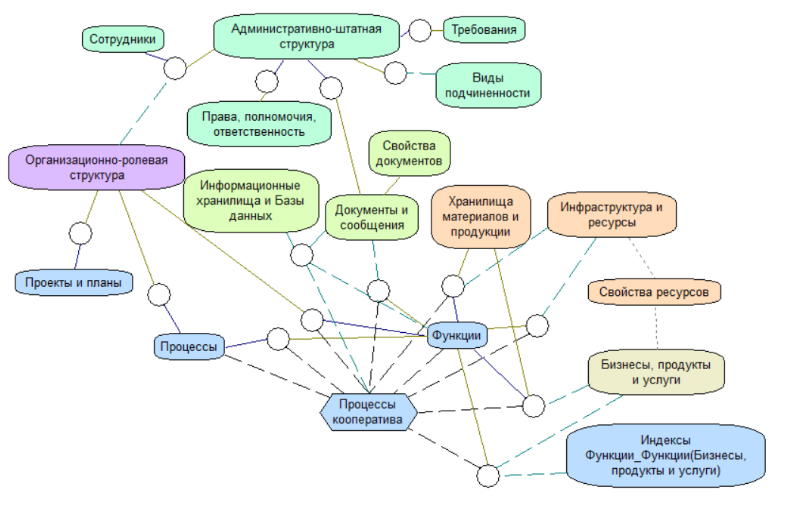 Сотрудники
Административно-штатная
структура
Требования
Виды
подчиненности
Права, полномочия,
ответственность
Организационно-ролевая
структура
Информационные
хранилища и Базы
данных
Свойства
документов
Документы и
сообщения
Хранилища
материалов и
продукции
Инфраструктура и
ресурсы
Проекты и планы
Свойства ресурсов
Процессы
Функции
Бизнесы, продукты
и услуги
Процессы
кооператива
Индексы
Функции_Функции(Бизнесы,
продукты и услуги)